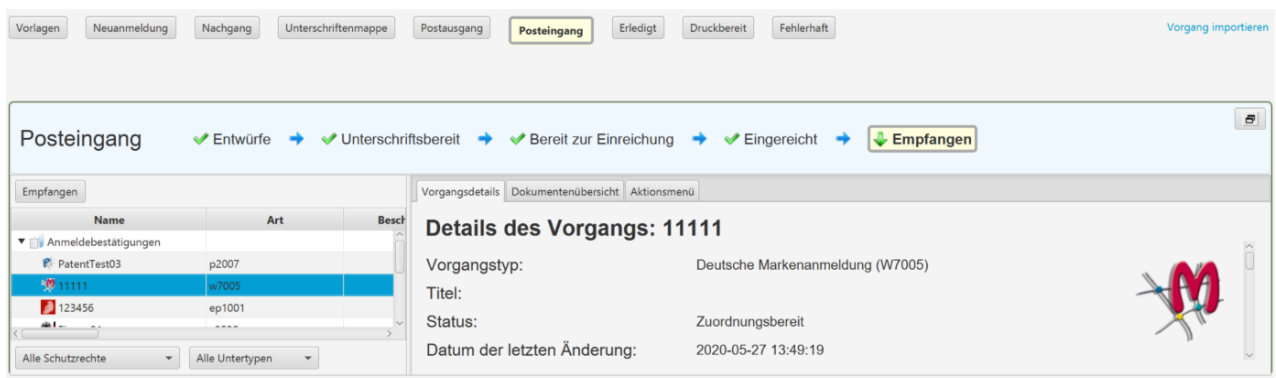 Vorlagen Neuanmeldung Nachgang Unterschriftenmappe Postausgang Posteingang Erledigt Druckbereit Fehlerhaft Vorgang importieren
Posteingang Entwürfe Unterschriftsbereit Bereit zur Einreichung Eingereicht Empfangen
Empfangen
Name Art Besch
Anmeldebestätigungen
PatentTest03 p2007
11111 w7005
123456 ep1001
Alle Schutzrechte Alle Untertypen
Vorgangsdetails Dokumentenübersicht Aktionsmenü
Details des Vorgangs: 11111
Vorgangstyp: Deutsche Markenanmeldung (W7005)
Titel:
Status: Zuordnungsbereit
Datum der letzten Änderung: 2020-05-27 13:49:19